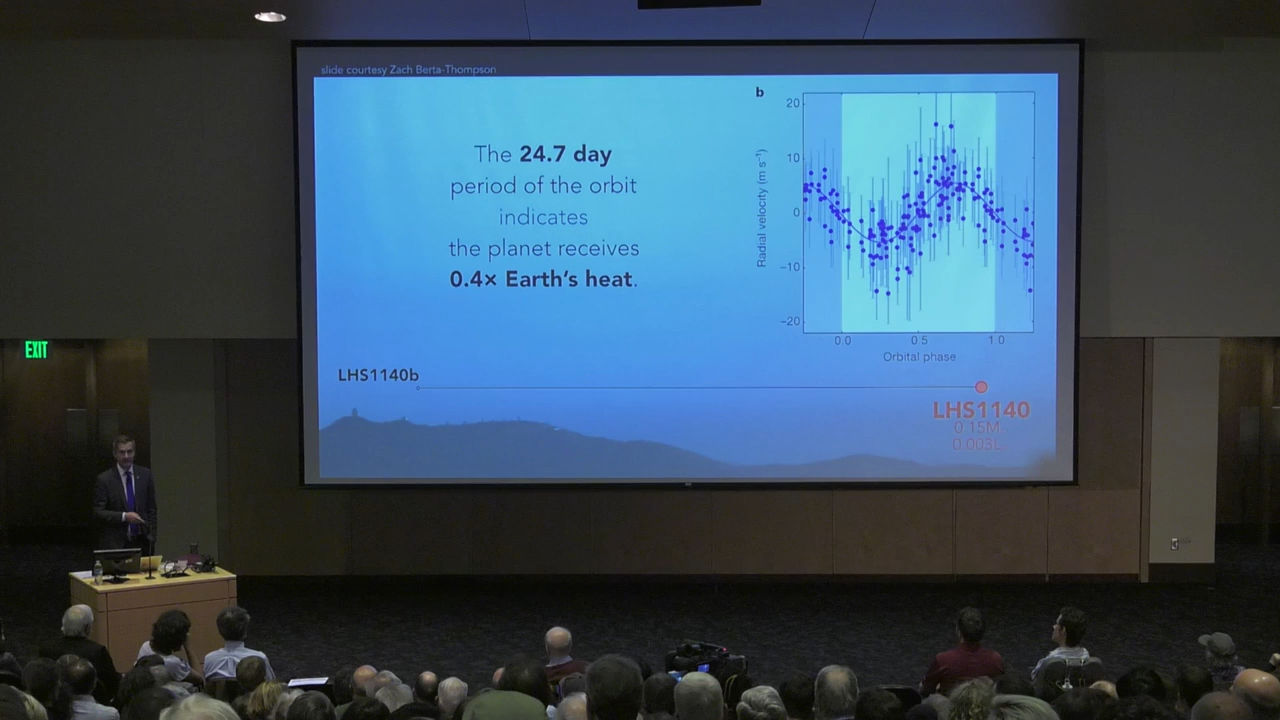 slide courtesy Zach Berta-Thompson
The 24.7 day
period of the orbit
indicates
the planet receives
0.4× Earth's heat.
b
20
10
0
−10
−20
Radial velocity (m s⁻¹)
0.0 0.5 1.0
Orbital phase
LHS1140b
LHS1140
0.15M
0.003L
EXIT